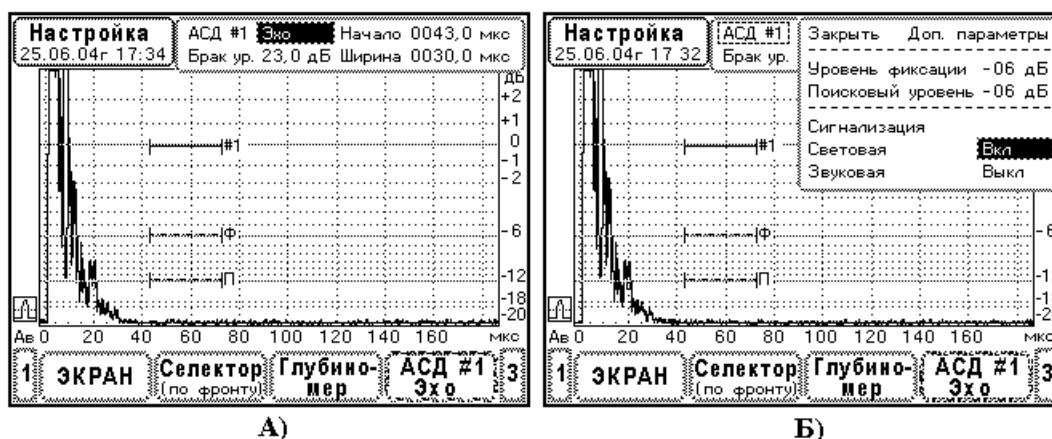 Настройка
25.06.04г 17:34
АСД #1 Эхо Начало 0043,0 мкс
Брак ур. 23,0 дБ Ширина 0030,0 мкс
дБ
+2
+1
0
#1
-1
-2
Ф
-6
П
-12
-18
-20
Ав 0 20 40 60 80 100 120 140 160 мкс
1 ЭКРАН Селектор (по фронту) Глубино-мер АСД #1 Эхо 3
А)
Настройка
25.06.04г 17 32
АСД #1
Брак ур.
Закрыть Доп. параметры
Уровень фиксации -06 дБ
Поисковый уровень -06 дБ
Сигнализация
Световая Вкл
Звуковая Выкл
#1
Ф
-6
П
-1
-1
-2
Ав 0 20 40 60 80 100 120 140 160 мкс
1 ЭКРАН Селектор (по фронту) Глубино-мер АСД #1 Эхо 3
Б)